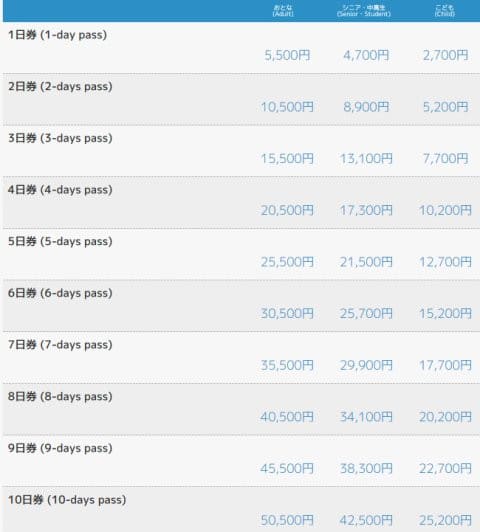 おとな シニア・中高生 こども
(Adult) (Senior・Student) (Child)
1日券 (1-day pass)
5,500円 4,700円 2,700円
2日券 (2-days pass)
10,500円 8,900円 5,200円
3日券 (3-days pass)
15,500円 13,100円 7,700円
4日券 (4-days pass)
20,500円 17,300円 10,200円
5日券 (5-days pass)
25,500円 21,500円 12,700円
6日券 (6-days pass)
30,500円 25,700円 15,200円
7日券 (7-days pass)
35,500円 29,900円 17,700円
8日券 (8-days pass)
40,500円 34,100円 20,200円
9日券 (9-days pass)
45,500円 38,300円 22,700円
10日券 (10-days pass)
50,500円 42,500円 25,200円